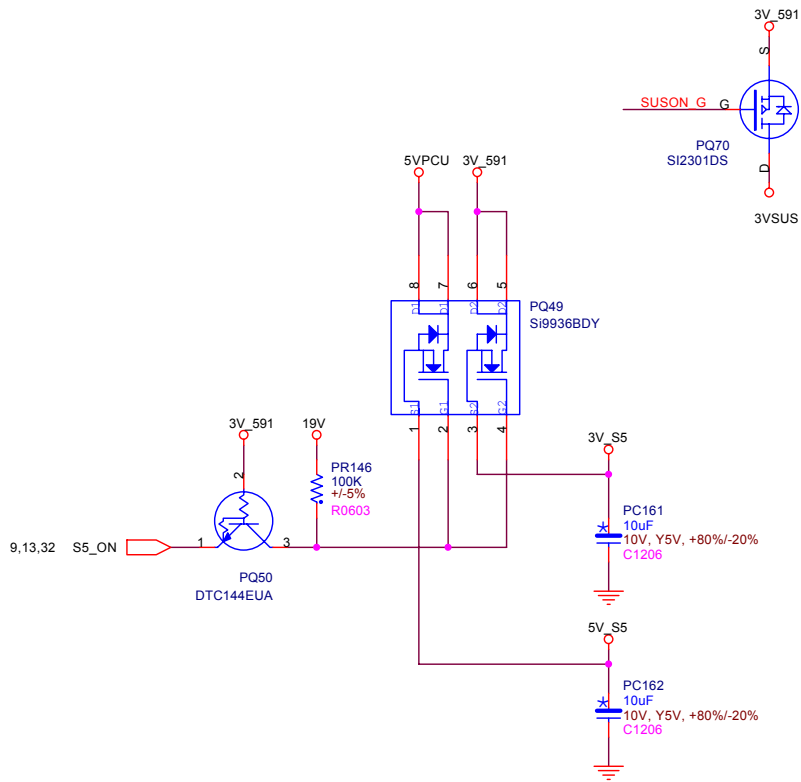 3V_591
S
SUSON_G G
PQ70
SI2301DS
D
3VSUS
5VPCU 3V_591
8 7 6 5
D1 D1 D2 D2
PQ49
Si9936BDY
S1 G1 S2 G2
1 2 3 4
3V_591 19V
2
PR146
100K
+/-5%
R0603
3V_S5
PC161
10uF
10V, Y5V, +80%/-20%
C1206
9,13,32 S5_ON 1 3
PQ50
DTC144EUA
5V_S5
PC162
10uF
10V, Y5V, +80%/-20%
C1206